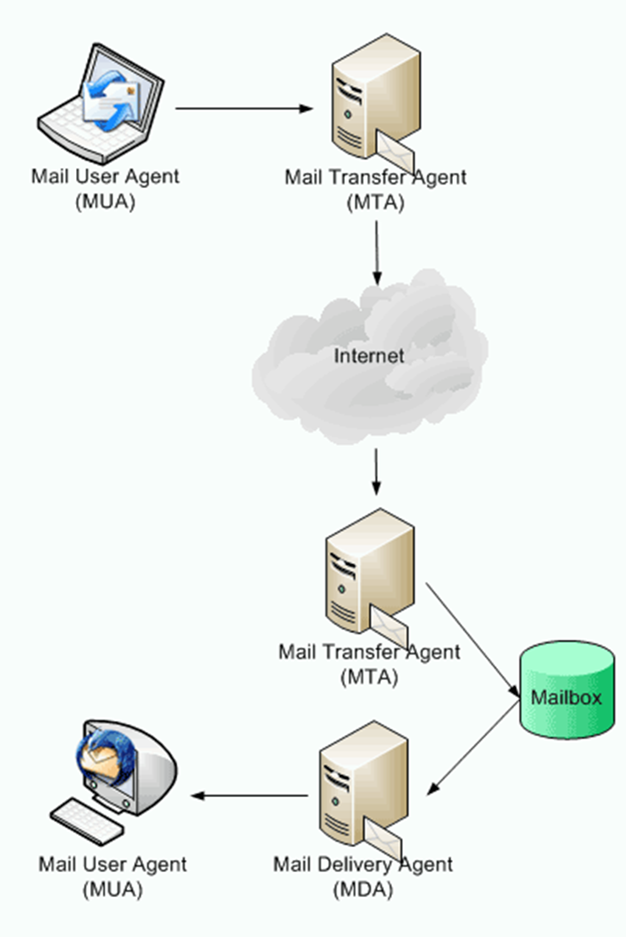 Mail User Agent
(MUA)
Mail Transfer Agent
(MTA)
Internet
Mail Transfer Agent
(MTA)
Mailbox
Mail User Agent
(MUA)
Mail Delivery Agent
(MDA)